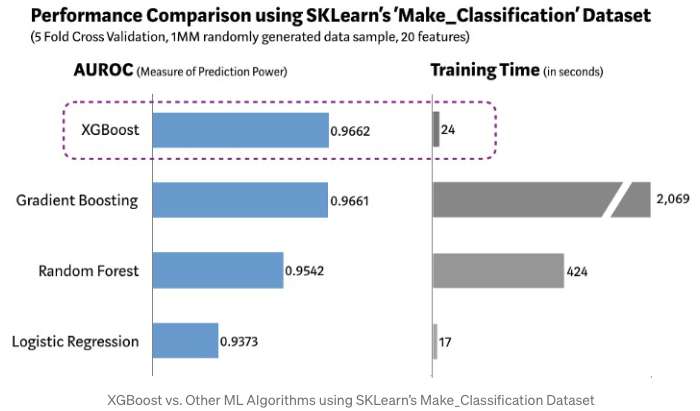 Performance Comparison using SKLearn's 'Make_Classification' Dataset
(5 Fold Cross Validation, 1MM randomly generated data sample, 20 features)
AUROC (Measure of Prediction Power) Training Time (in seconds)
XGBoost 0.9662 24
Gradient Boosting 0.9661 2,069
Random Forest 0.9542 424
Logistic Regression 0.9373 17
XGBoost vs. Other ML Algorithms using SKLearn's Make_Classification Dataset